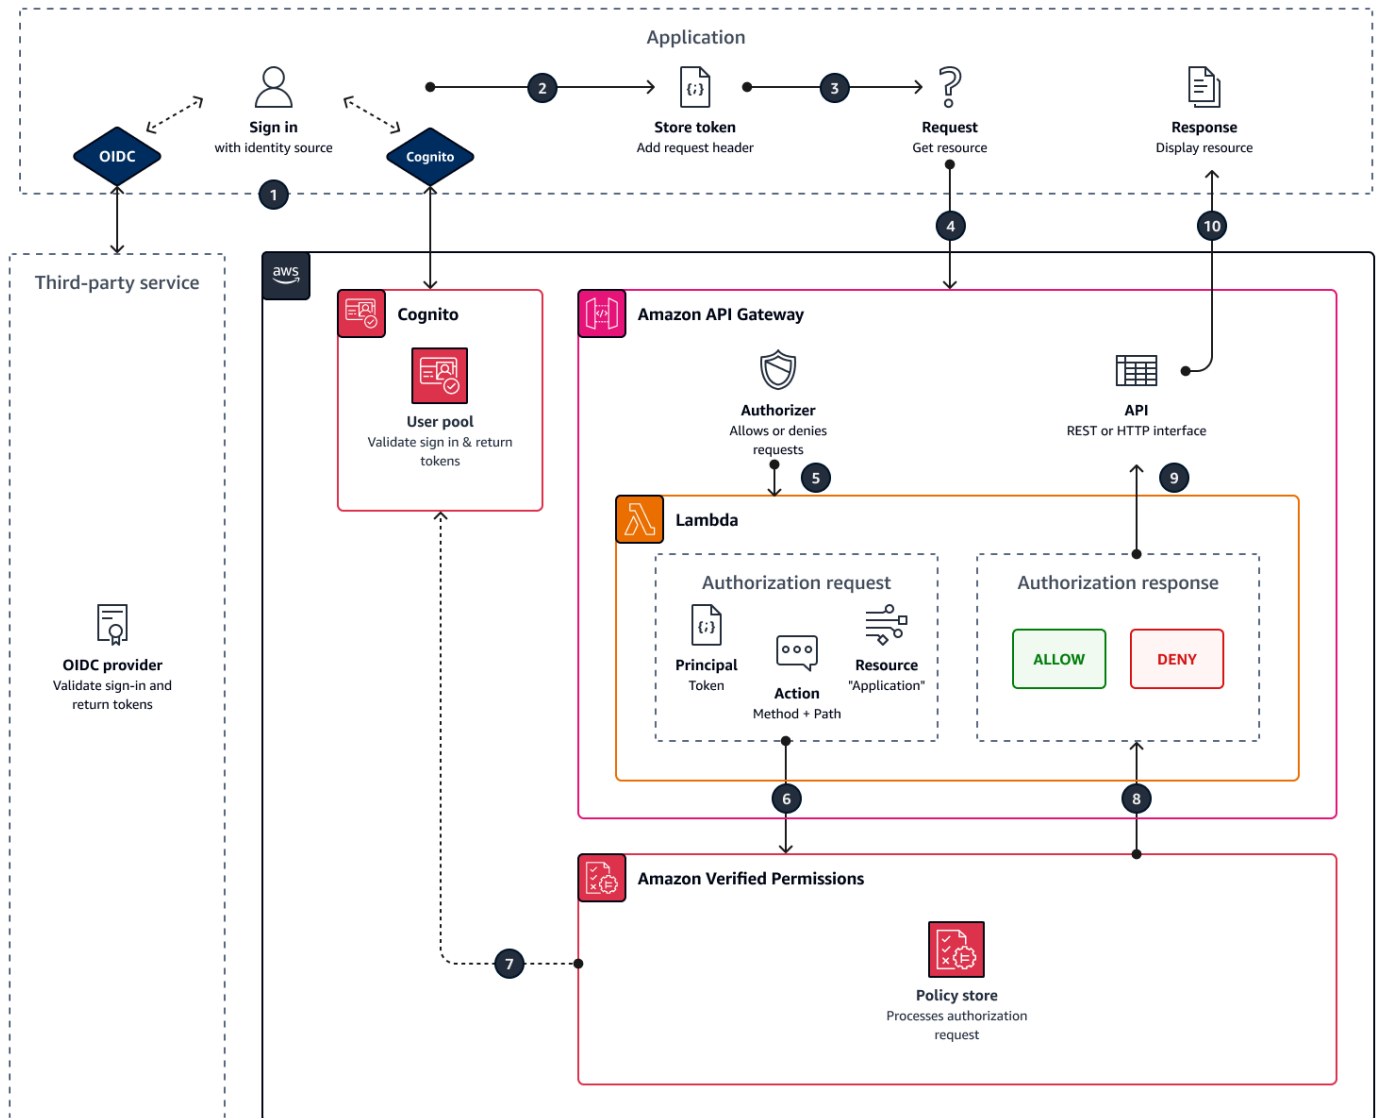 Application
Sign in
with identity source
OIDC
Cognito
1
2
Store token
Add request header
3
Request
Get resource
Response
Display resource
4
10
Third-party service
OIDC provider
Validate sign-in and
return tokens
aws
Cognito
User pool
Validate sign in & return
tokens
Amazon API Gateway
Authorizer
Allows or denies
requests
API
REST or HTTP interface
5
9
Lambda
Authorization request
Principal
Token
Action
Method + Path
Resource
"Application"
Authorization response
ALLOW
DENY
6
8
Amazon Verified Permissions
7
Policy store
Processes authorization
request